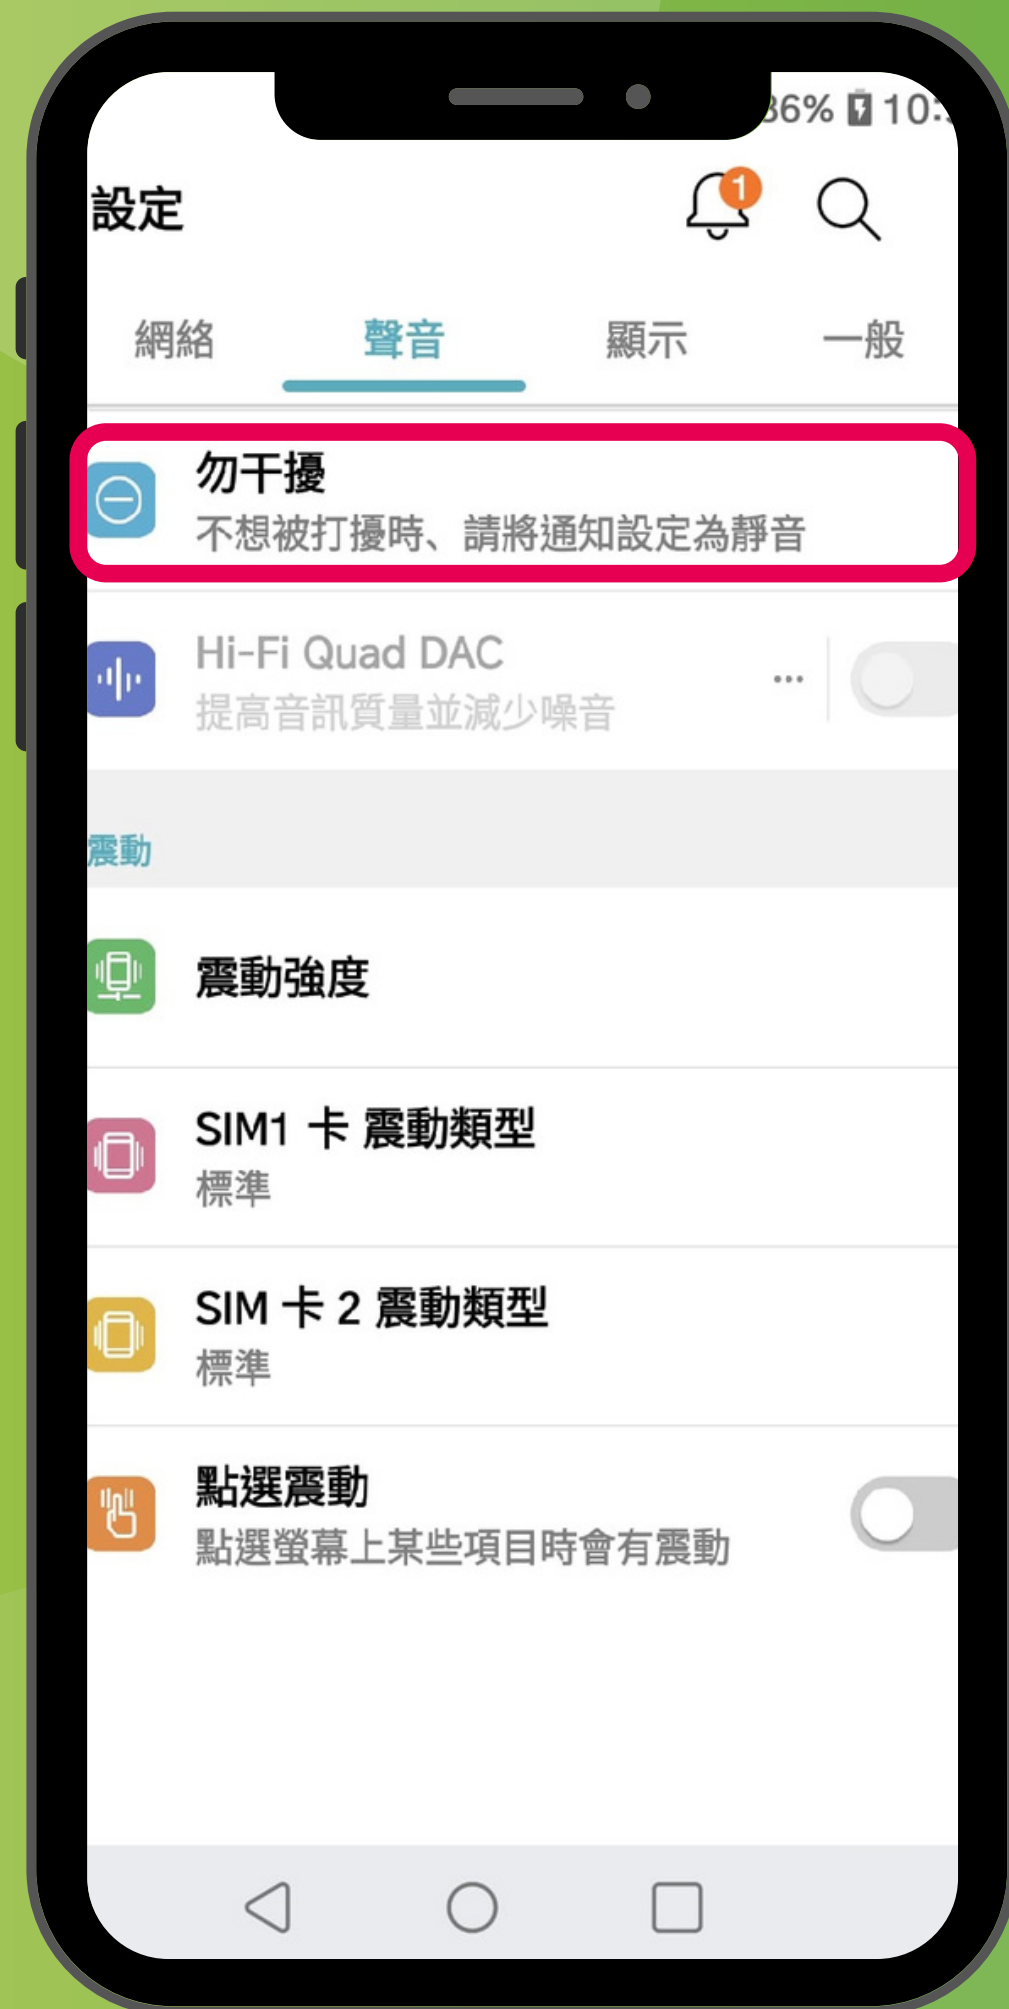 6%
設定
1
網絡 聲音 顯示 一般
勿干擾
不想被打擾時、請將通知設定為靜音
Hi-Fi Quad DAC
提高音訊質量並減少噪音
震動
震動強度
SIM1 卡 震動類型
標準
SIM 卡 2 震動類型
標準
點選震動
點選螢幕上某些項目時會有震動